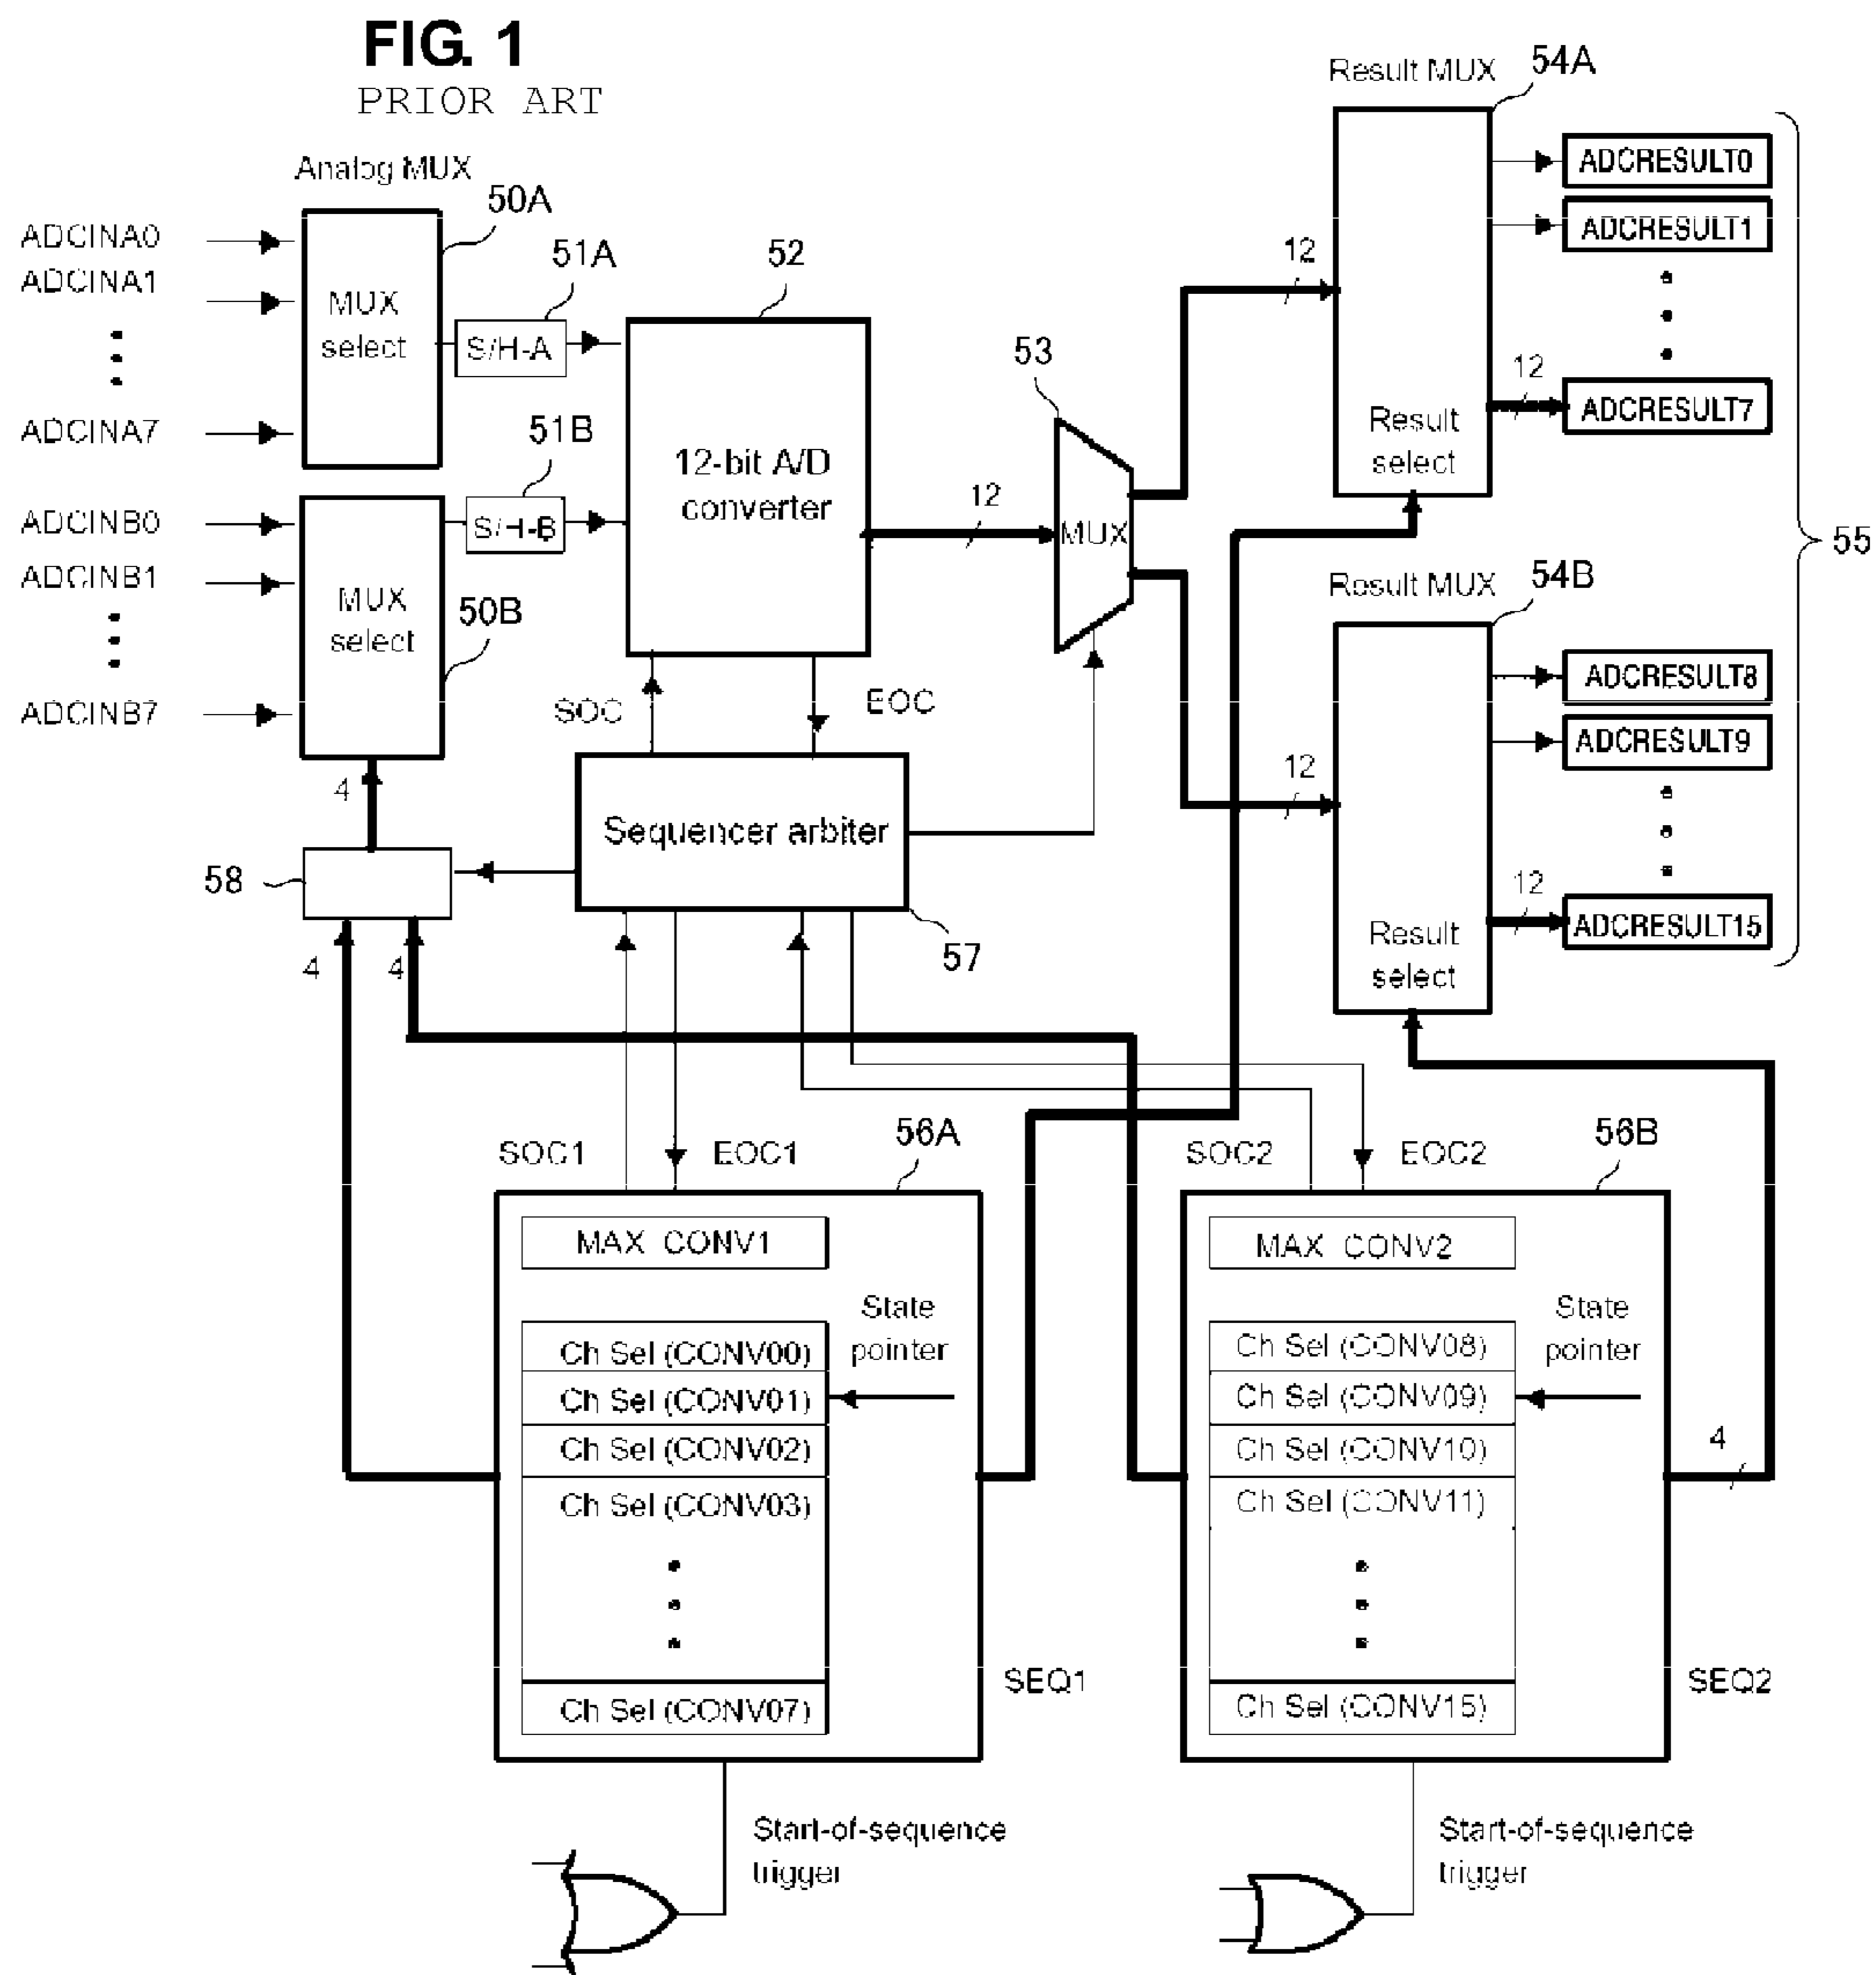 FIG. 1
PRIOR ART
Analog MUX
50A
ADCINA0
ADCINA1
ADCINA7
MUX
select
51A
S/H-A
ADCINB0
ADCINB1
ADCINB7
MUX
select
50B
51B
S/H-B
52
12-bit A/D
converter
12
53
MUX
12
12
Result MUX
54A
Result
select
12
ADCRESULT0
ADCRESULT1
ADCRESULT7
55
Result MUX
54B
Result
select
12
ADCRESULT8
ADCRESULT9
ADCRESULT15
SOC
EOC
Sequencer arbiter
57
4
58
4
4
SOC1
EOC1
56A
MAX CONV1
State
pointer
Ch Sel (CONV00)
Ch Sel (CONV01)
Ch Sel (CONV02)
Ch Sel (CONV03)
Ch Sel (CONV07)
SEQ1
Start-of-sequence
trigger
SOC2
EOC2
56B
MAX CONV2
State
pointer
Ch Sel (CONV08)
Ch Sel (CONV09)
Ch Sel (CONV10)
Ch Sel (CONV11)
Ch Sel (CONV15)
4
SEQ2
Start-of-sequence
trigger